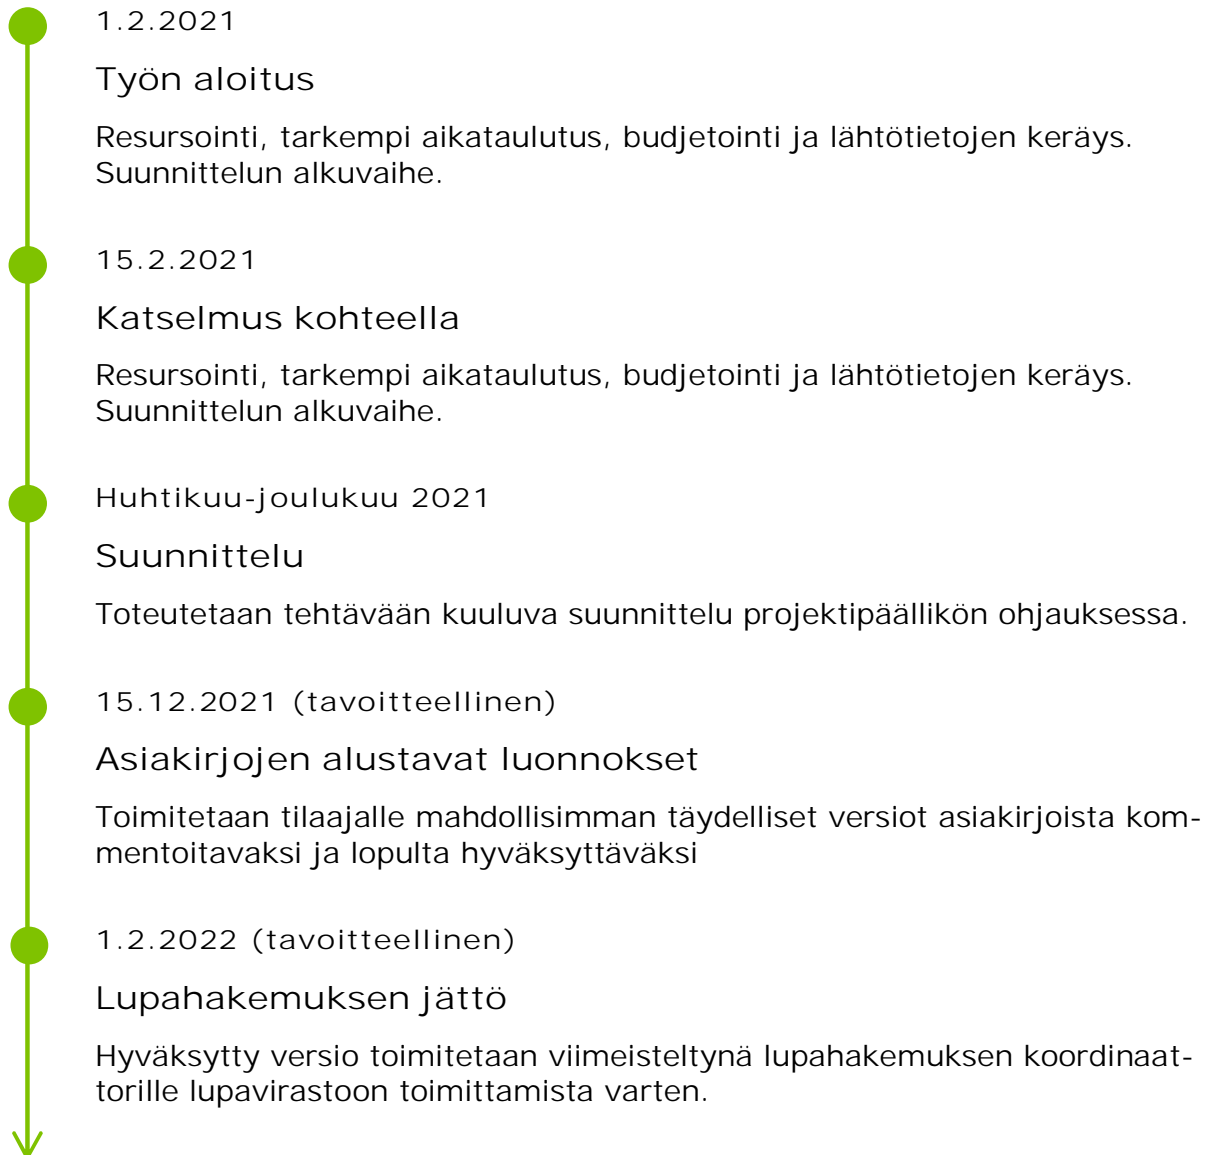 1.2.2021
Työn aloitus
Resursointi, tarkempi aikataulutus, budjetointi ja lähtötietojen keräys.
Suunnittelun alkuvaihe.
15.2.2021
Katselmus kohteella
Resursointi, tarkempi aikataulutus, budjetointi ja lähtötietojen keräys.
Suunnittelun alkuvaihe.
Huhtikuu-joulukuu 2021
Suunnittelu
Toteutetaan tehtävään kuuluva suunnittelu projektipäällikön ohjauksessa.
15.12.2021 (tavoitteellinen)
Asiakirjojen alustavat luonnokset
Toimitetaan tilaajalle mahdollisimman täydelliset versiot asiakirjoista kom-
mentoitavaksi ja lopulta hyväksyttäväksi
1.2.2022 (tavoitteellinen)
Lupahakemuksen jättö
Hyväksytty versio toimitetaan viimeisteltynä lupahakemuksen koordinaat-
torille lupavirastoon toimittamista varten.